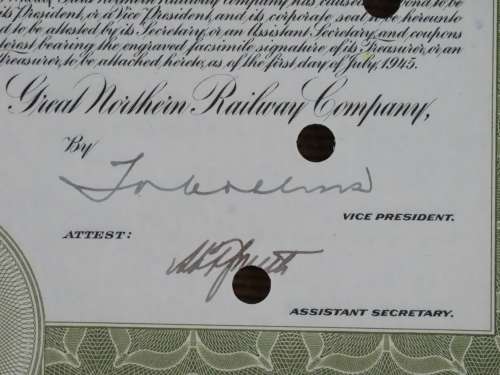 its President, or a Vice President, and its corporate seal to be hereunto
to be attested by its Secretary, or an Assistant Secretary, and coupons
interest bearing the engraved facsimile signature of its Treasurer, or an
Treasurer, to be attached hereto, as of the first day of July, 1945.
Great Northern Railway Company,
By
VICE PRESIDENT.
ATTEST:
ASSISTANT SECRETARY.